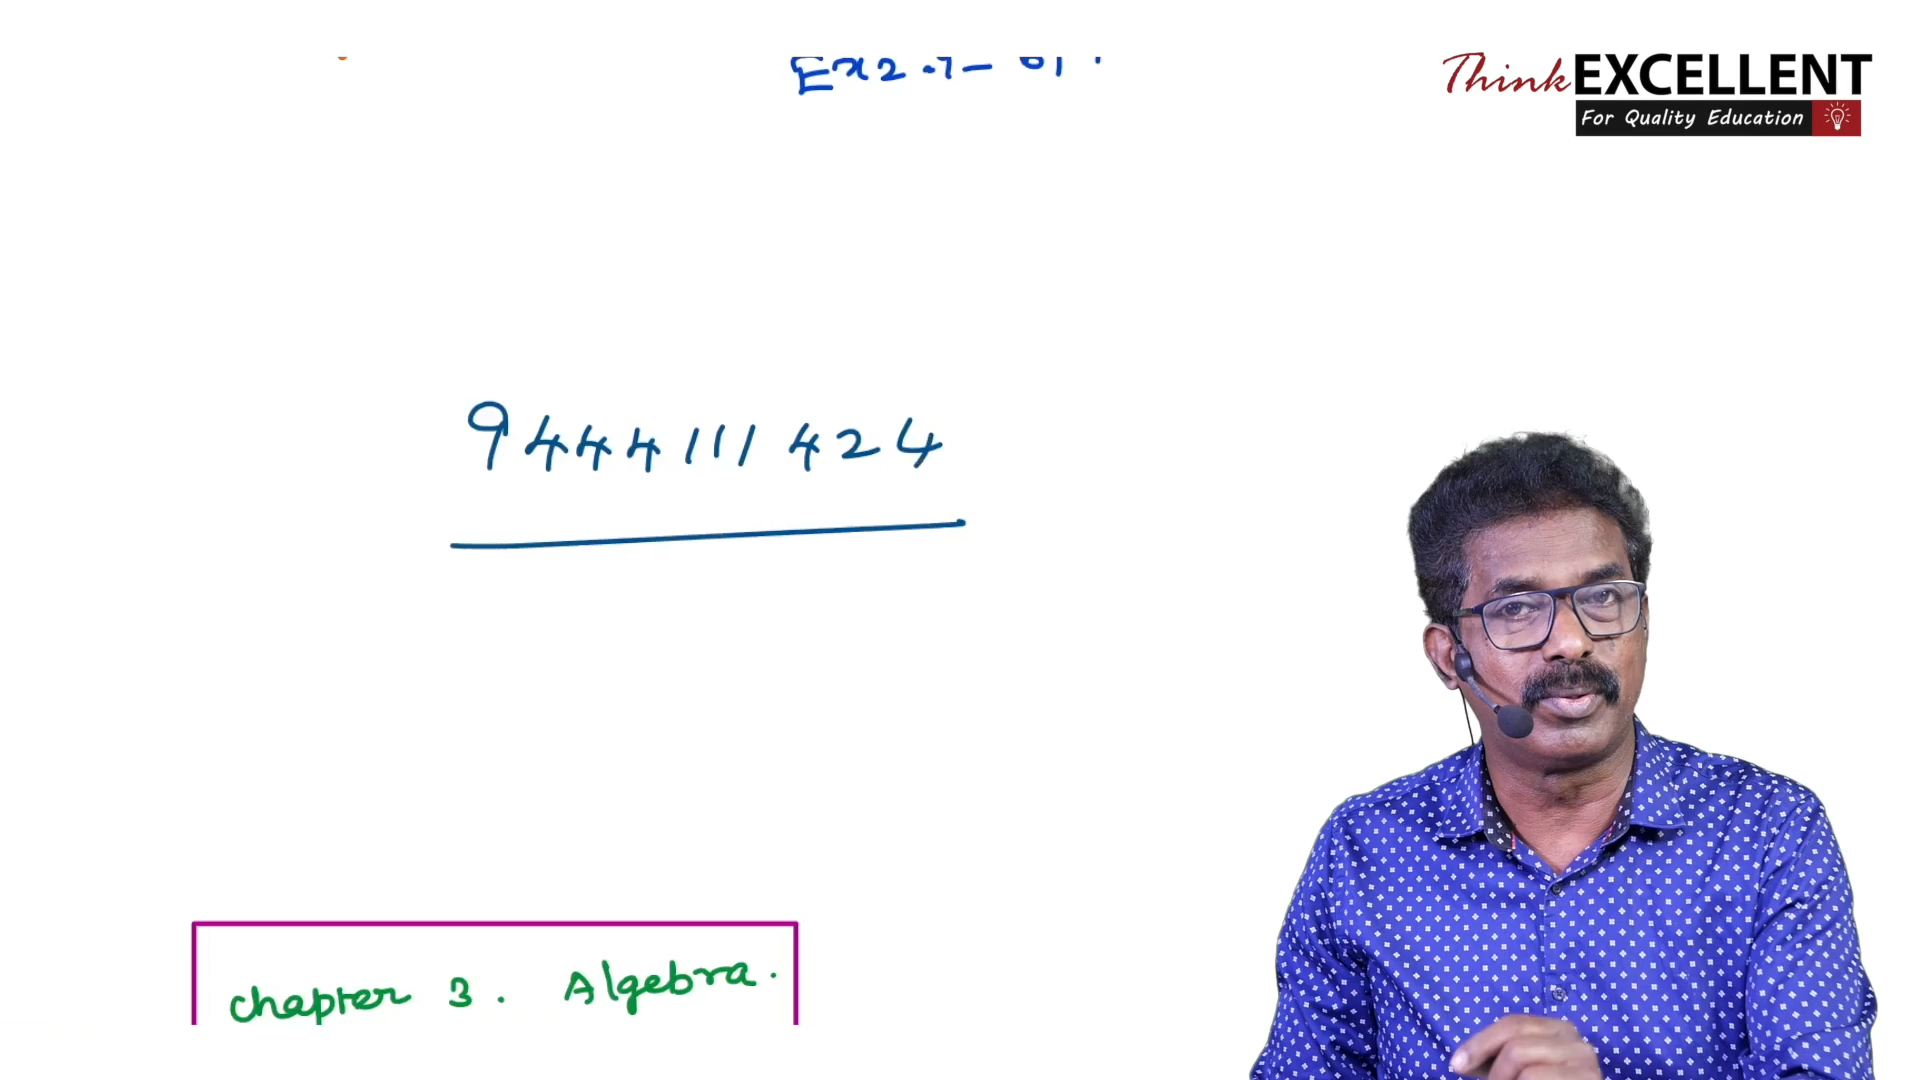 Think EXCELLENT
For Quality Education
9444111424
chapter 3. Algebra.